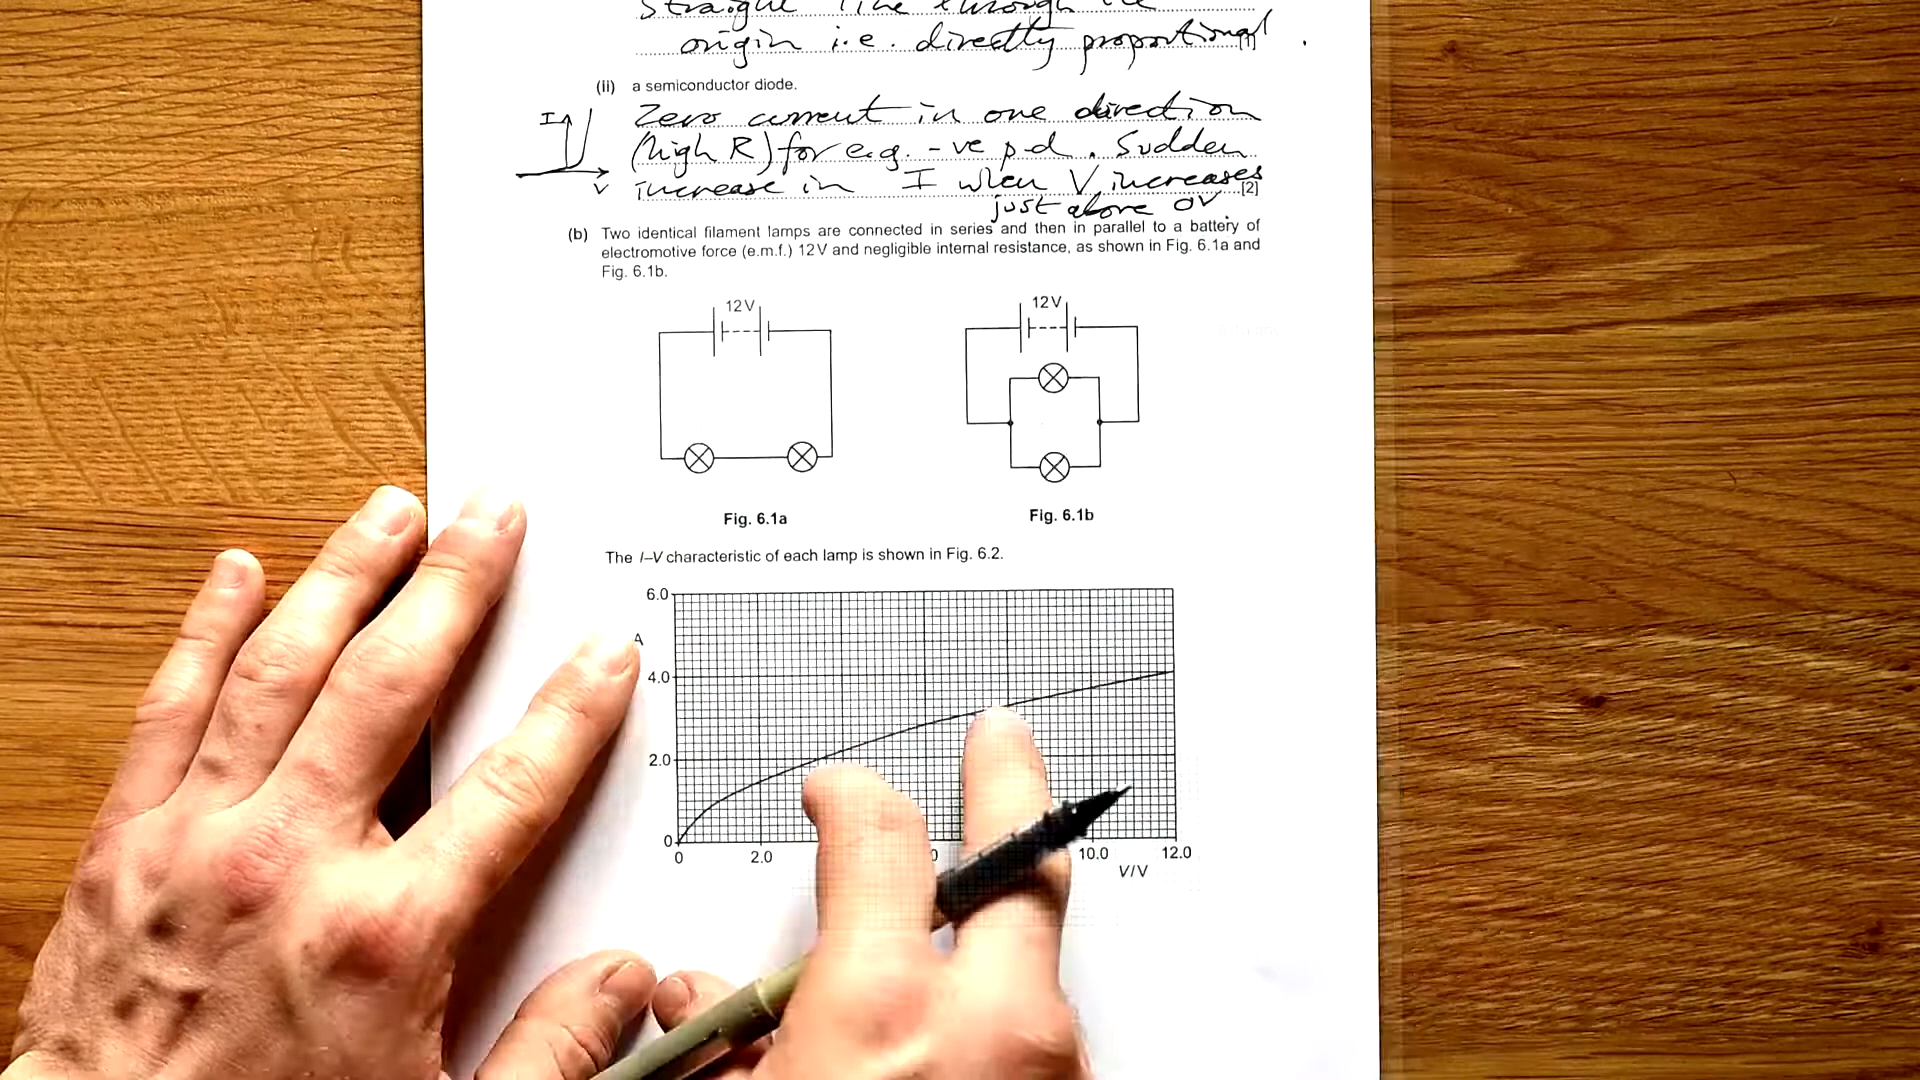 straight line through
origin i.e. directly proportional.
(ii) a semiconductor diode.
I
V
Zero current in one direction
(high R) for e.g. -ve p.d. Sudden
increase in I when V increases
[2]
just above 0V.
(b) Two identical filament lamps are connected in series and then in parallel to a battery of
electromotive force (e.m.f.) 12V and negligible internal resistance, as shown in Fig. 6.1a and
Fig. 6.1b.
12V
12V
Fig. 6.1a
Fig. 6.1b
The I–V characteristic of each lamp is shown in Fig. 6.2.
6.0
A
4.0
2.0
0
0 2.0 0 10.0 12.0
V/V